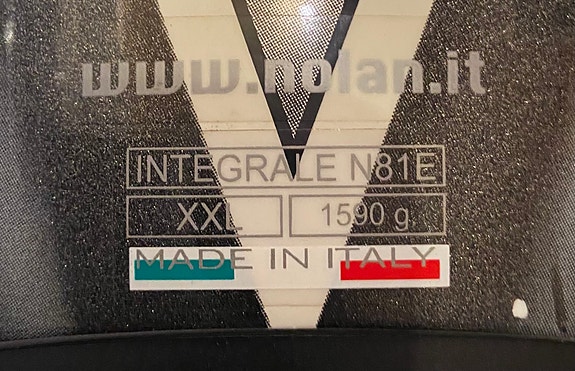 www.nolan.it
INTEGRALE N81E
XXL 1590 g
MADE IN ITALY